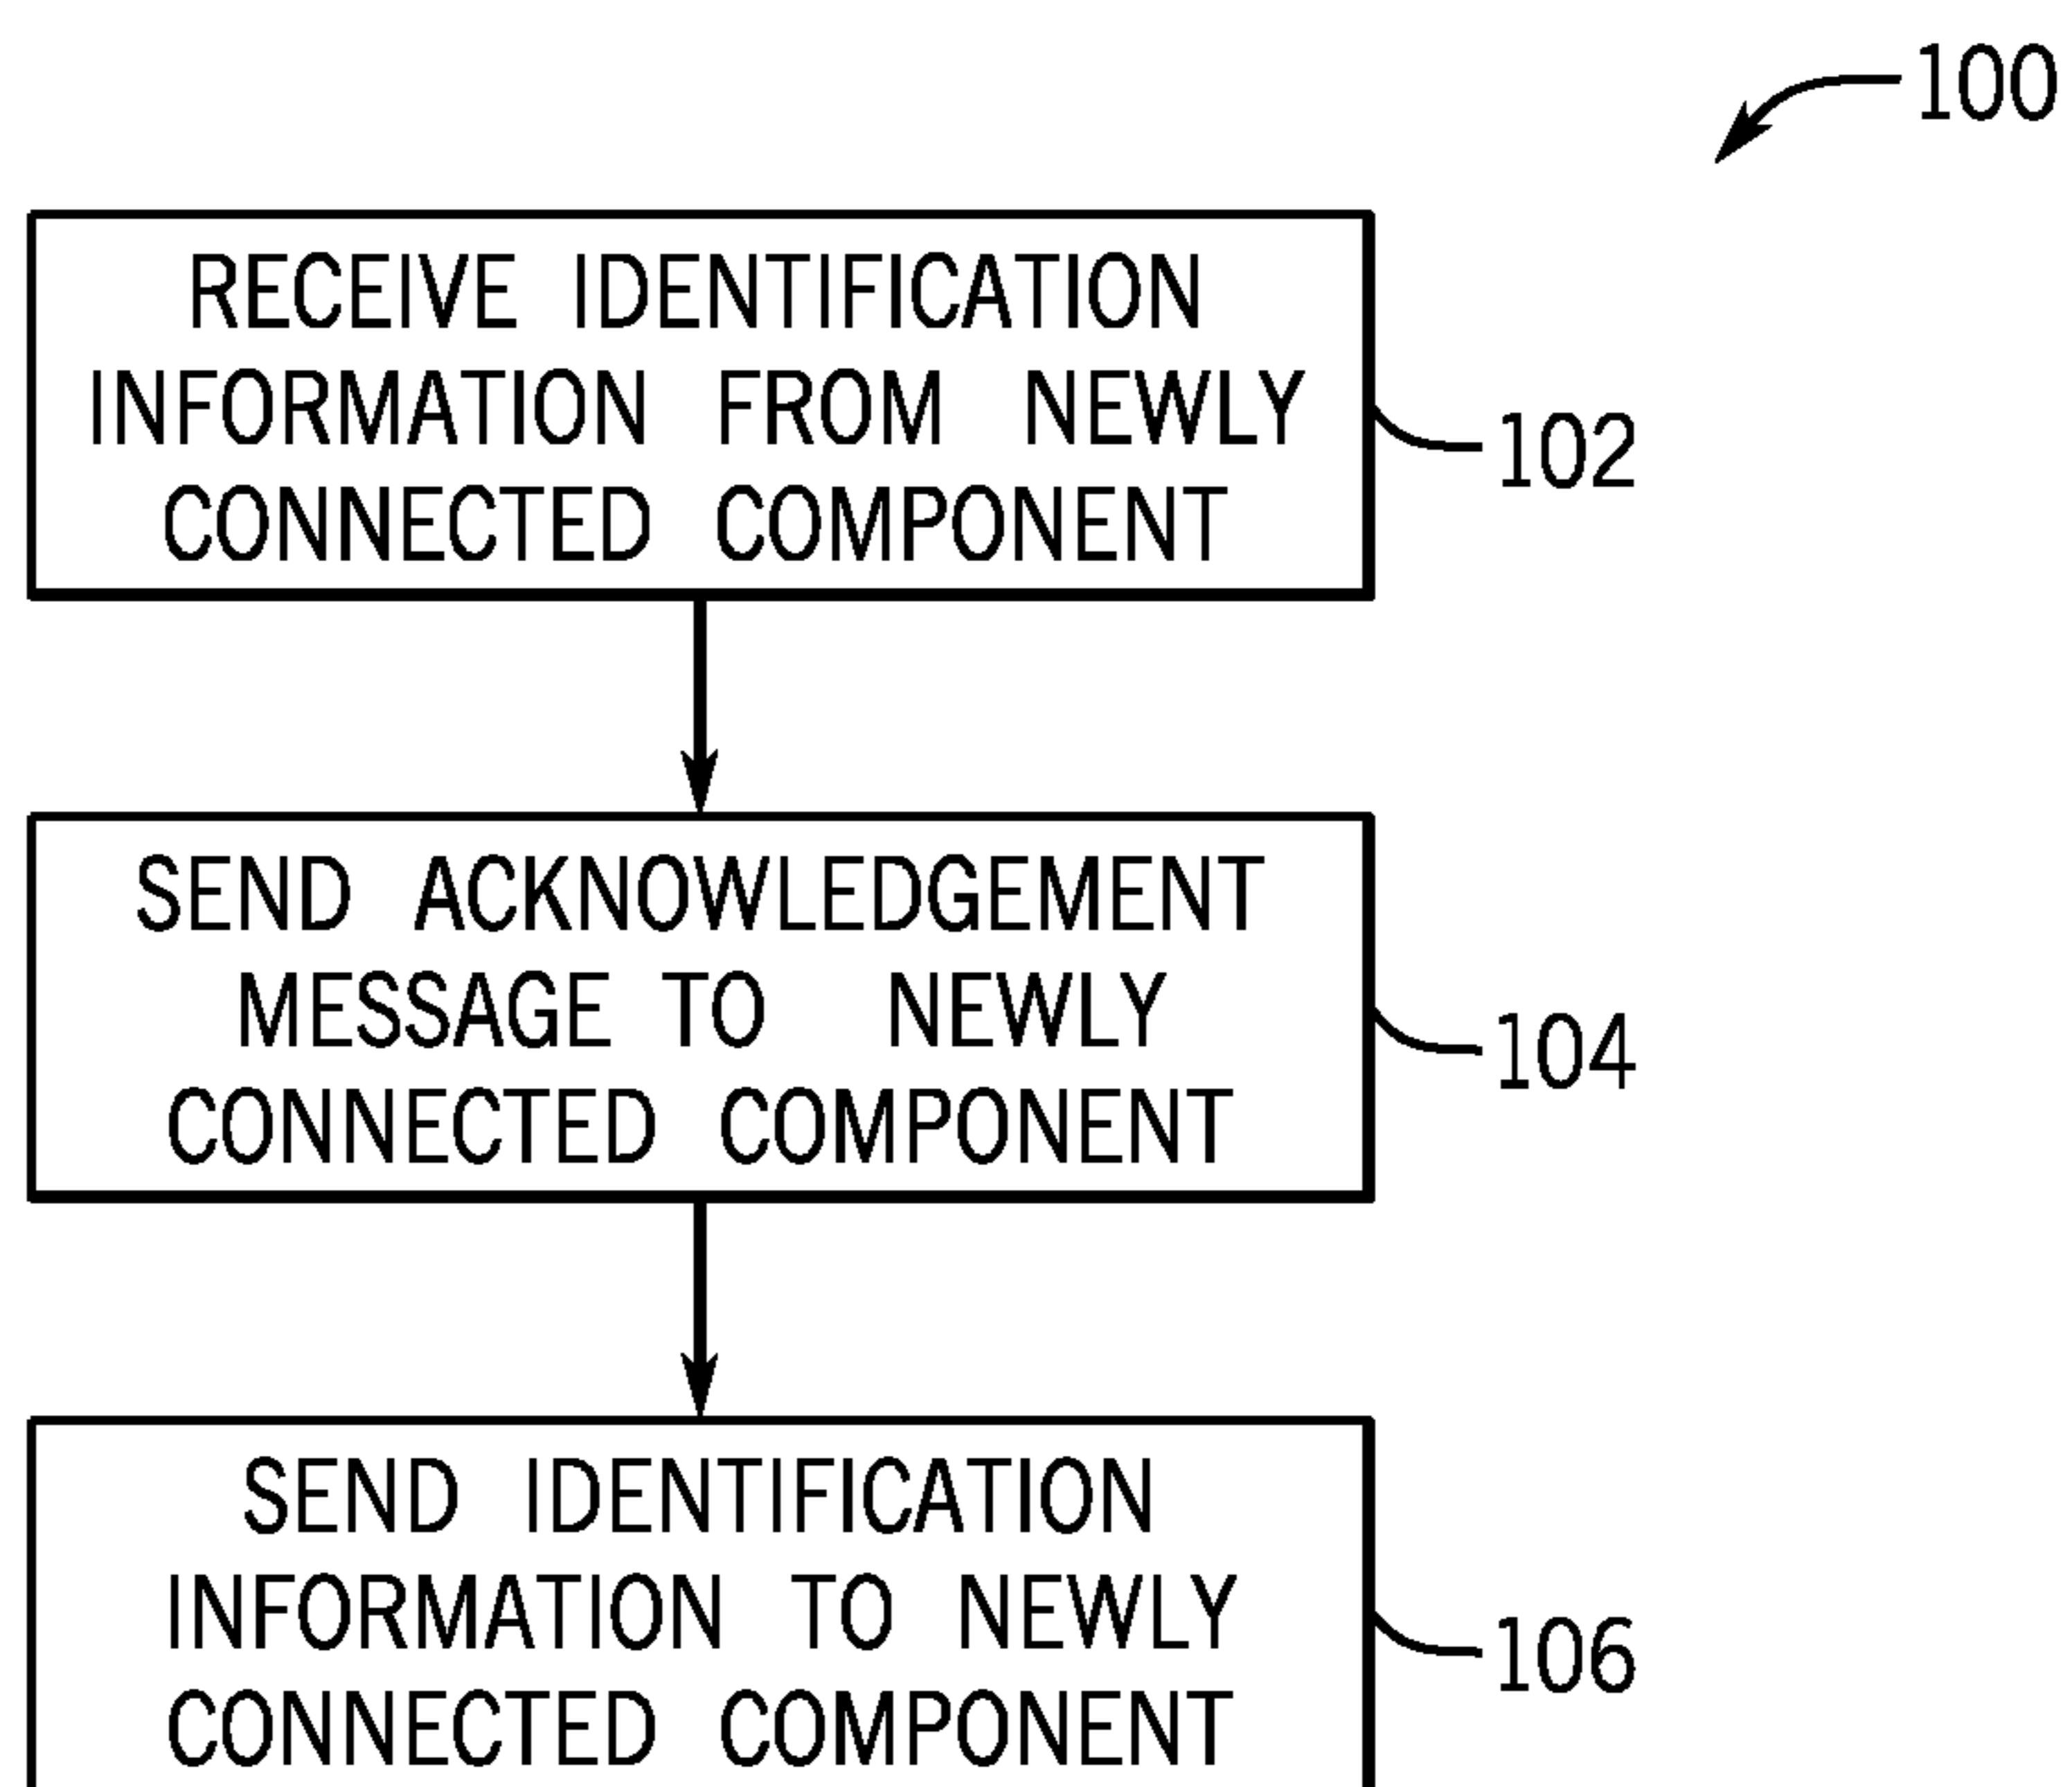 100
RECEIVE IDENTIFICATION
INFORMATION FROM NEWLY
CONNECTED COMPONENT
102
SEND ACKNOWLEDGEMENT
MESSAGE TO NEWLY
CONNECTED COMPONENT
104
SEND IDENTIFICATION
INFORMATION TO NEWLY
CONNECTED COMPONENT
106